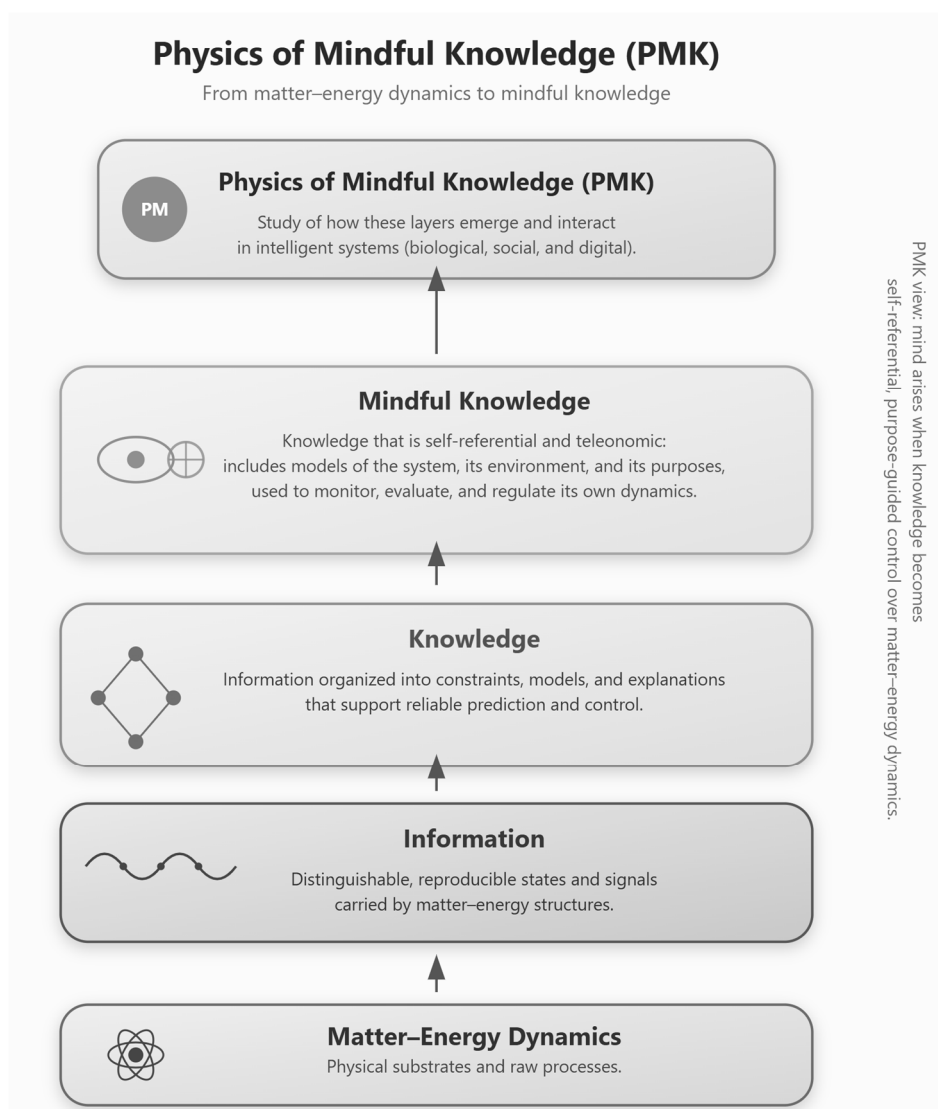 Physics of Mindful Knowledge (PMK)
From matter–energy dynamics to mindful knowledge
PM
Physics of Mindful Knowledge (PMK)
Study of how these layers emerge and interact
in intelligent systems (biological, social, and digital).
Mindful Knowledge
Knowledge that is self-referential and teleonomic:
includes models of the system, its environment, and its purposes,
used to monitor, evaluate, and regulate its own dynamics.
Knowledge
Information organized into constraints, models, and explanations
that support reliable prediction and control.
Information
Distinguishable, reproducible states and signals
carried by matter–energy structures.
Matter–Energy Dynamics
Physical substrates and raw processes.
PMK view: mind arises when knowledge becomes
self-referential, purpose-guided control over matter–energy dynamics.